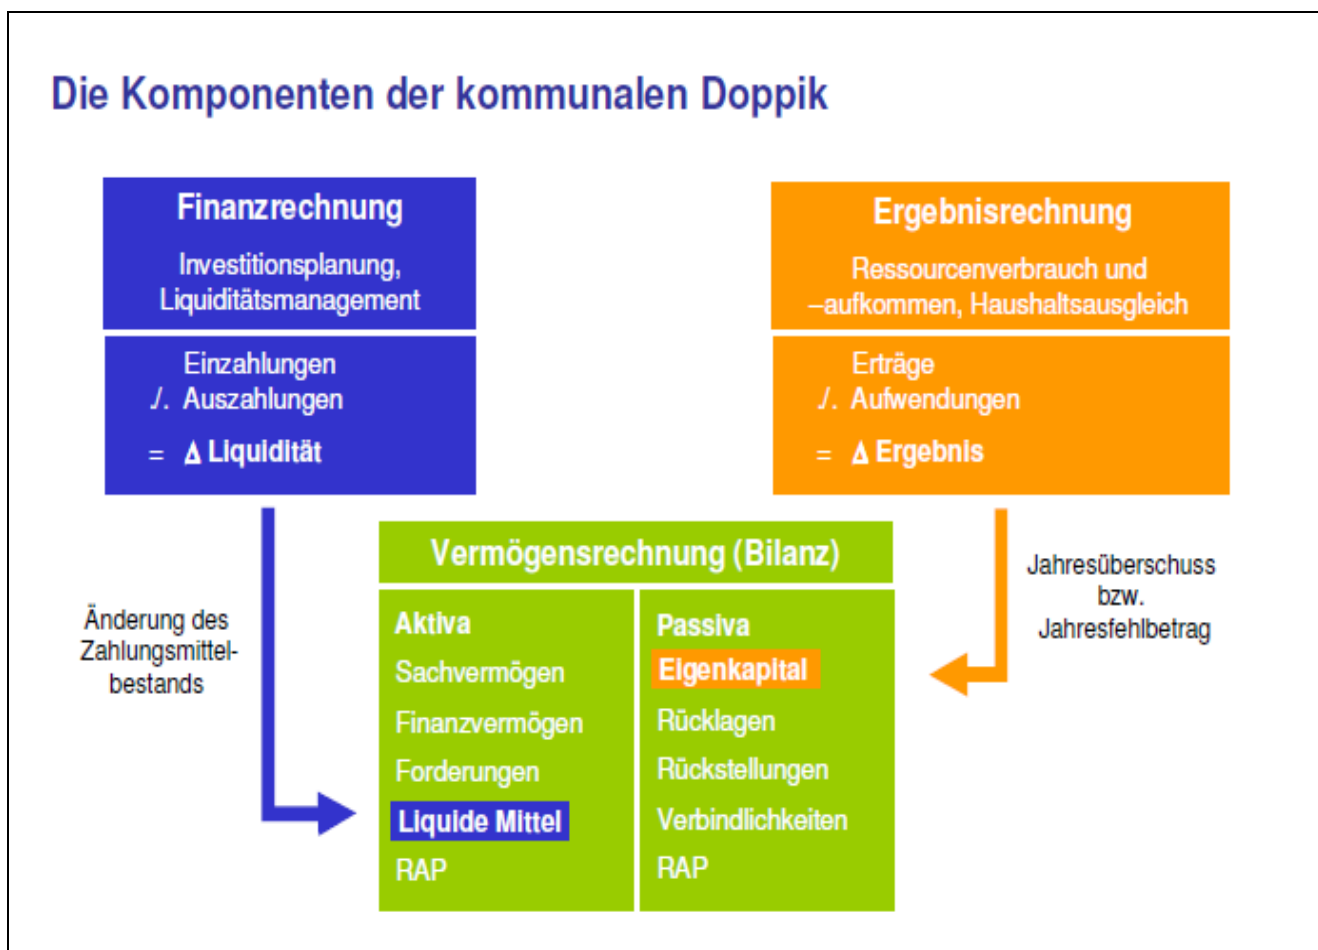 Die Komponenten der kommunalen Doppik
Finanzrechnung
Investitionsplanung,
Liquiditätsmanagement
Einzahlungen
./. Auszahlungen
= Δ Liquidität
Ergebnisrechnung
Ressourcenverbrauch und
–aufkommen, Haushaltsausgleich
Erträge
./. Aufwendungen
= Δ Ergebnis
Änderung des
Zahlungsmittel-
bestands
Vermögensrechnung (Bilanz)
Aktiva
Sachvermögen
Finanzvermögen
Forderungen
Liquide Mittel
RAP
Passiva
Eigenkapital
Rücklagen
Rückstellungen
Verbindlichkeiten
RAP
Jahresüberschuss
bzw.
Jahresfehlbetrag